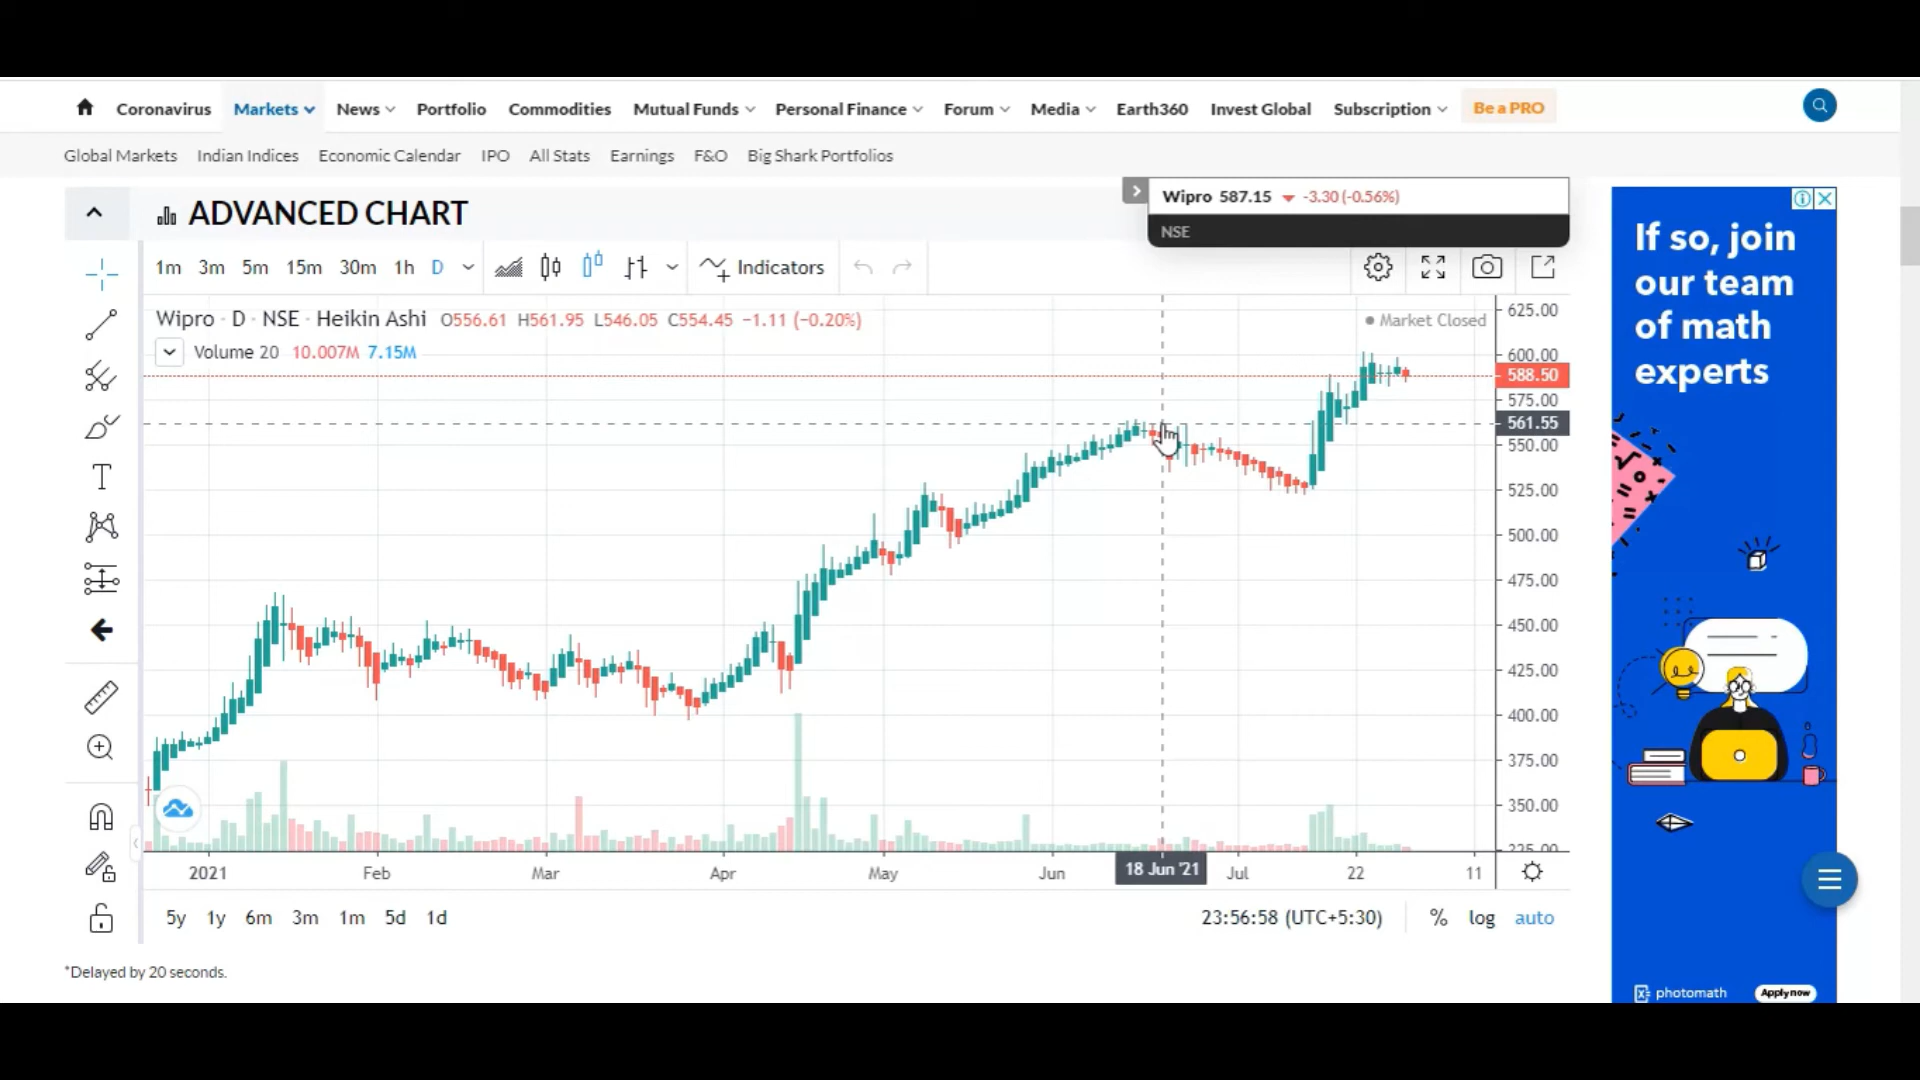 Coronavirus Markets News Portfolio Commodities Mutual Funds Personal Finance Forum Media Earth360 Invest Global Subscription Be a PRO
Global Markets Indian Indices Economic Calendar IPO All Stats Earnings F&O Big Shark Portfolios
ADVANCED CHART
Wipro 587.15 -3.30 (-0.56%)
NSE
1m 3m 5m 15m 30m 1h D Indicators
Wipro · D · NSE · Heikin Ashi O556.61 H561.95 L546.05 C554.45 −1.11 (−0.20%)
Market Closed
Volume 20 10.007M 7.15M
625.00
600.00
588.50
575.00
561.55
550.00
525.00
500.00
475.00
450.00
425.00
400.00
375.00
350.00
2021 Feb Mar Apr May Jun 18 Jun '21 Jul 22 11
5y 1y 6m 3m 1m 5d 1d
23:56:58 (UTC+5:30) % log auto
*Delayed by 20 seconds.
If so, join
our team
of math
experts
photomath
Apply now